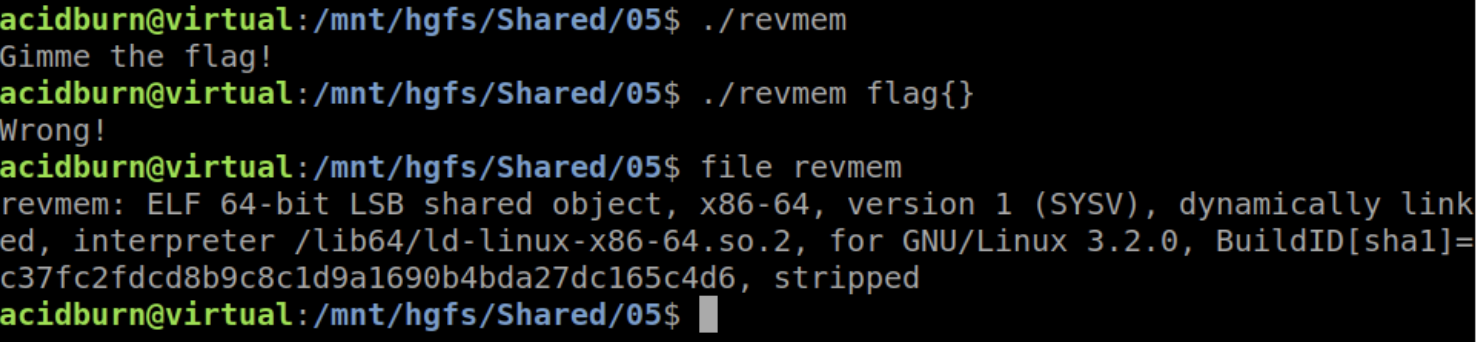 acidburn@virtual:/mnt/hgfs/Shared/05$ ./revmem
Gimme the flag!
acidburn@virtual:/mnt/hgfs/Shared/05$ ./revmem flag{}
Wrong!
acidburn@virtual:/mnt/hgfs/Shared/05$ file revmem
revmem: ELF 64-bit LSB shared object, x86-64, version 1 (SYSV), dynamically link
ed, interpreter /lib64/ld-linux-x86-64.so.2, for GNU/Linux 3.2.0, BuildID[sha1]=
c37fc2fdcd8b9c8c1d9a1690b4bda27dc165c4d6, stripped
acidburn@virtual:/mnt/hgfs/Shared/05$